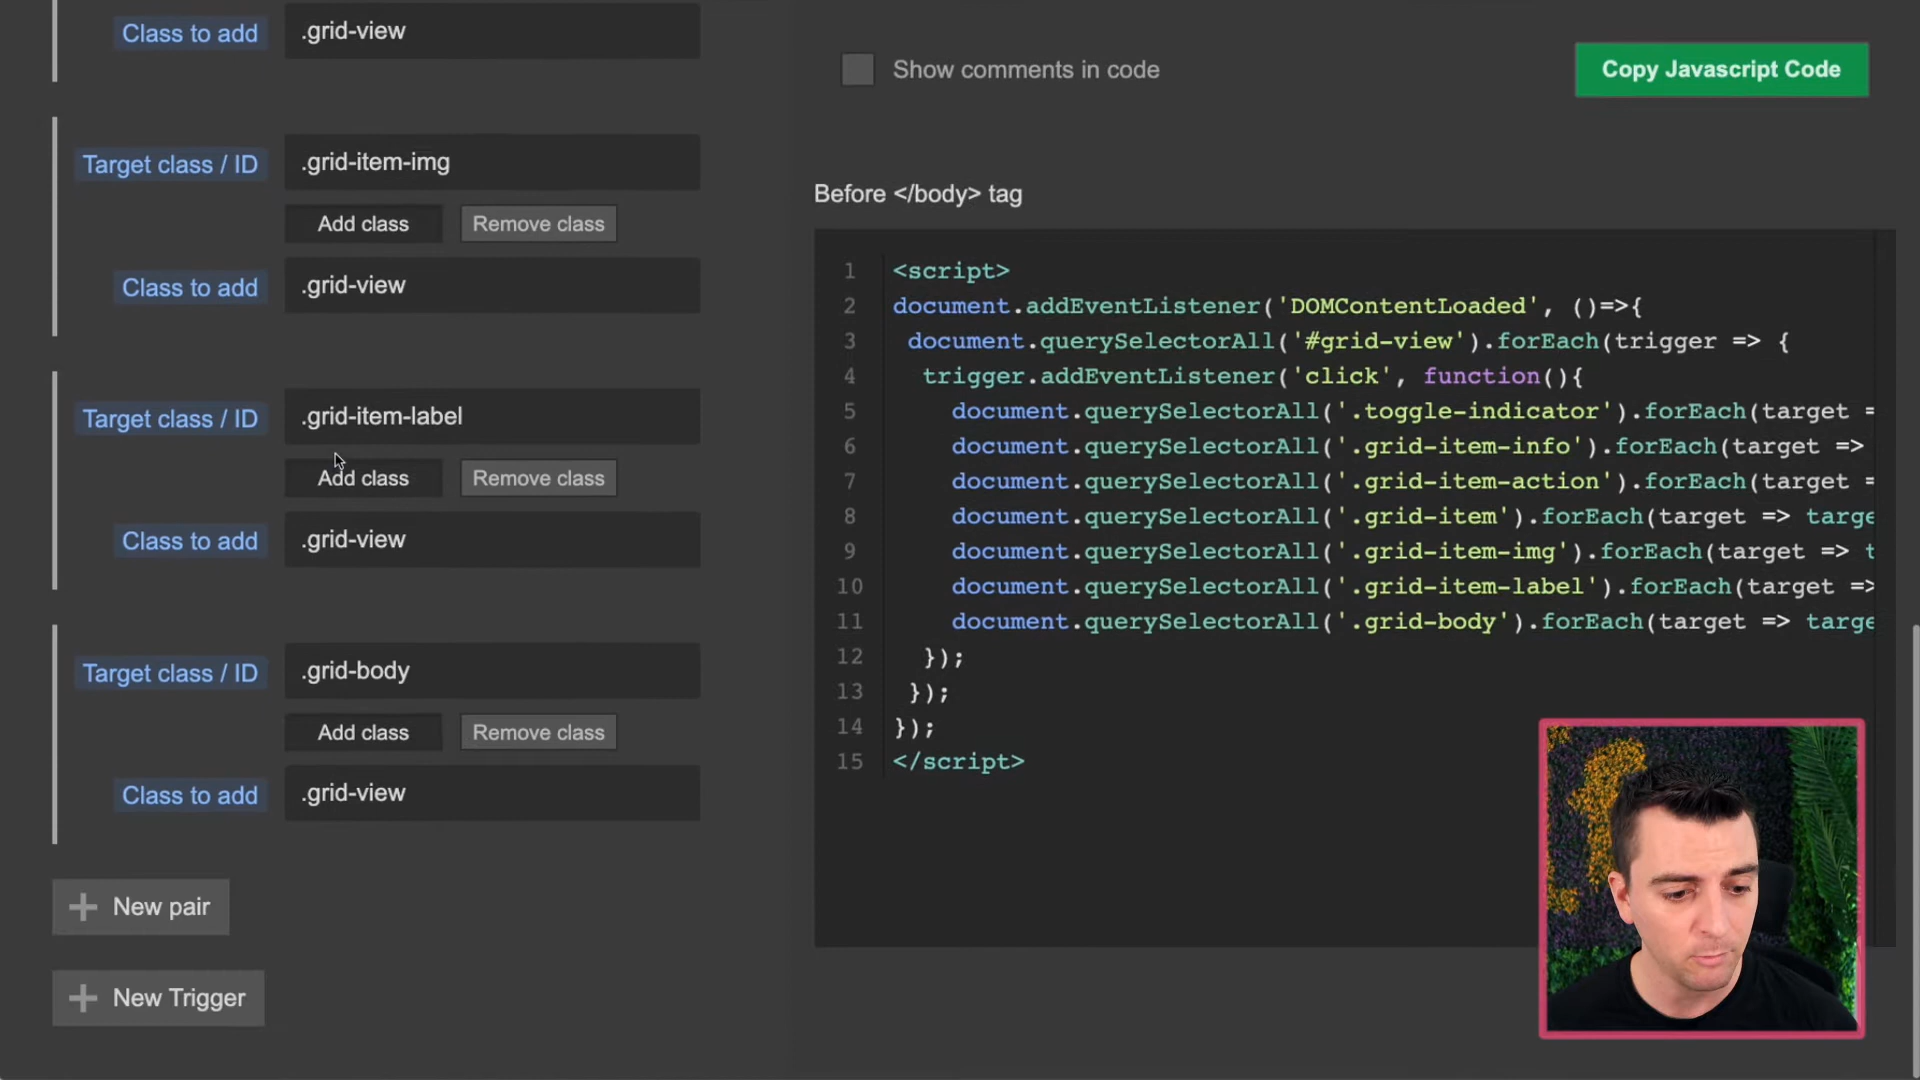 Class to add
.grid-view
Target class / ID
.grid-item-img
Add class
Remove class
Class to add
.grid-view
Target class / ID
.grid-item-label
Add class
Remove class
Class to add
.grid-view
Target class / ID
.grid-body
Add class
Remove class
Class to add
.grid-view
New pair
New Trigger
Show comments in code
Copy Javascript Code
Before </body> tag
1 <script>
2 document.addEventListener('DOMContentLoaded', ()=>{
3 document.querySelectorAll('#grid-view').forEach(trigger => {
4 trigger.addEventListener('click', function(){
5 document.querySelectorAll('.toggle-indicator').forEach(target =
6 document.querySelectorAll('.grid-item-info').forEach(target =>
7 document.querySelectorAll('.grid-item-action').forEach(target =
8 document.querySelectorAll('.grid-item').forEach(target => targe
9 document.querySelectorAll('.grid-item-img').forEach(target => t
10 document.querySelectorAll('.grid-item-label').forEach(target =>
11 document.querySelectorAll('.grid-body').forEach(target => targe
12 });
13 });
14 });
15 </script>